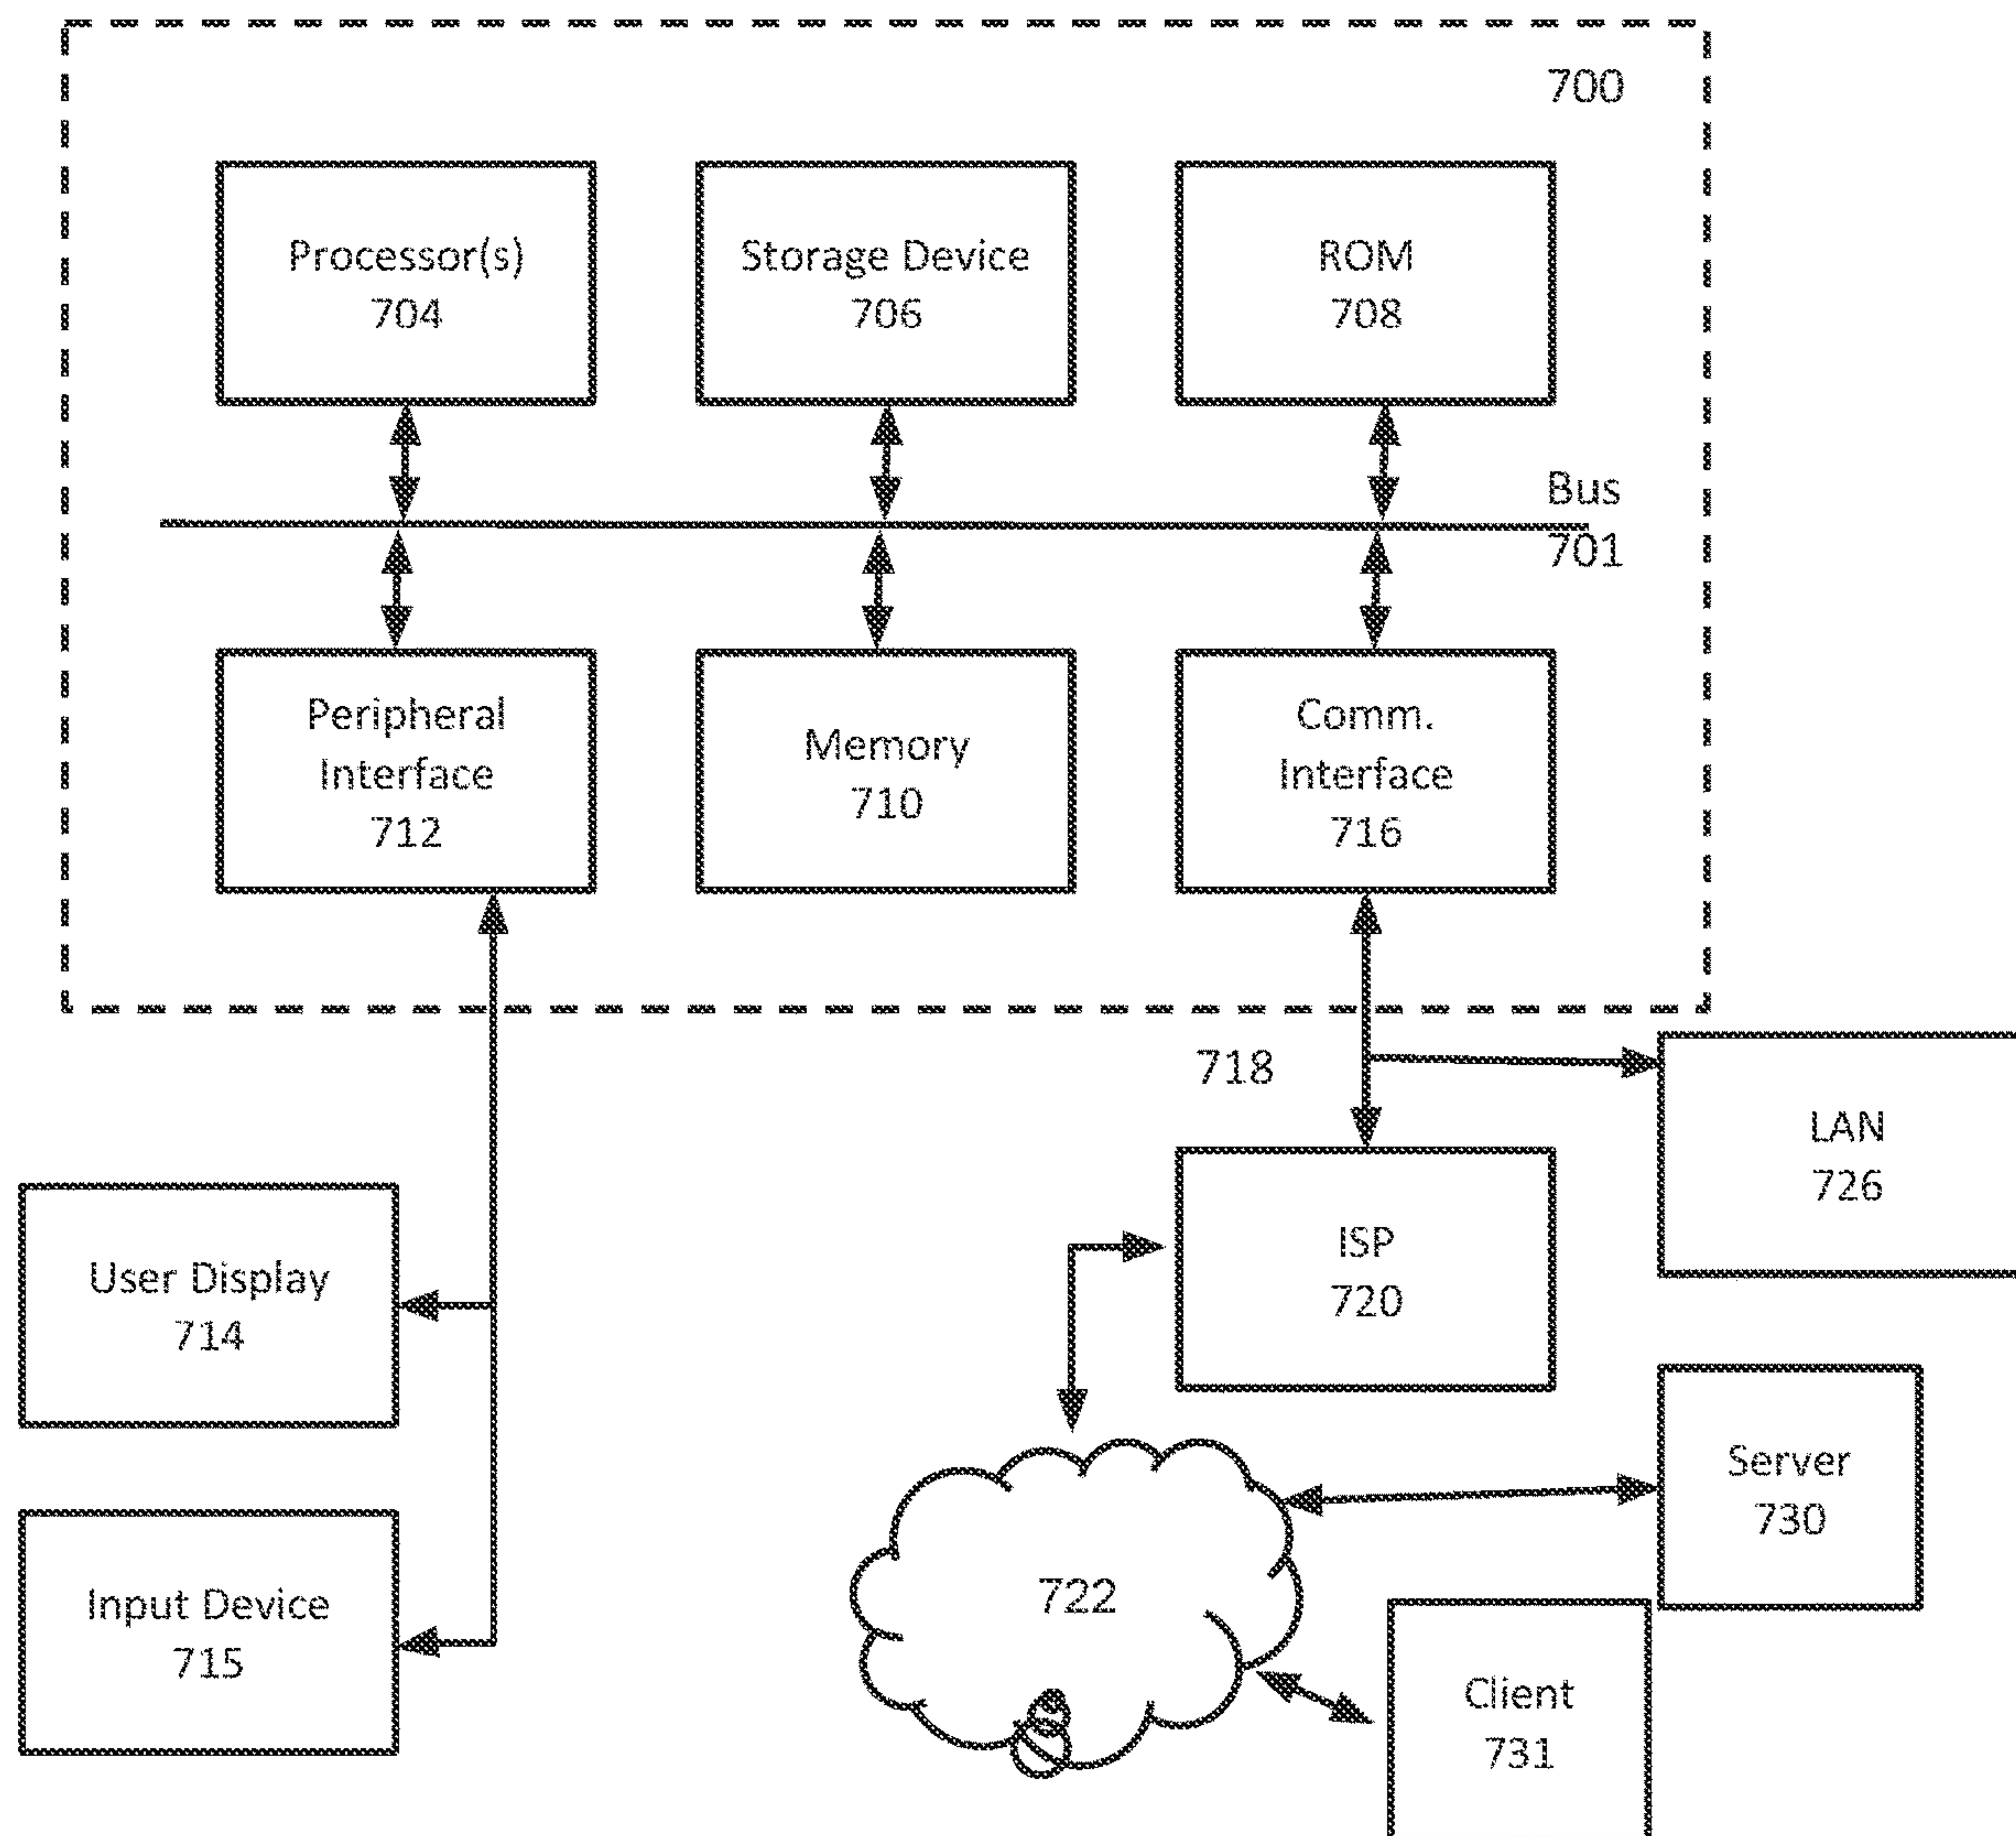 700
Processor(s)
704
Storage Device
706
ROM
708
Bus
701
Peripheral
Interface
712
Memory
710
Comm.
Interface
716
718
LAN
726
User Display
714
ISP
720
Server
730
Input Device
715
722
Client
731